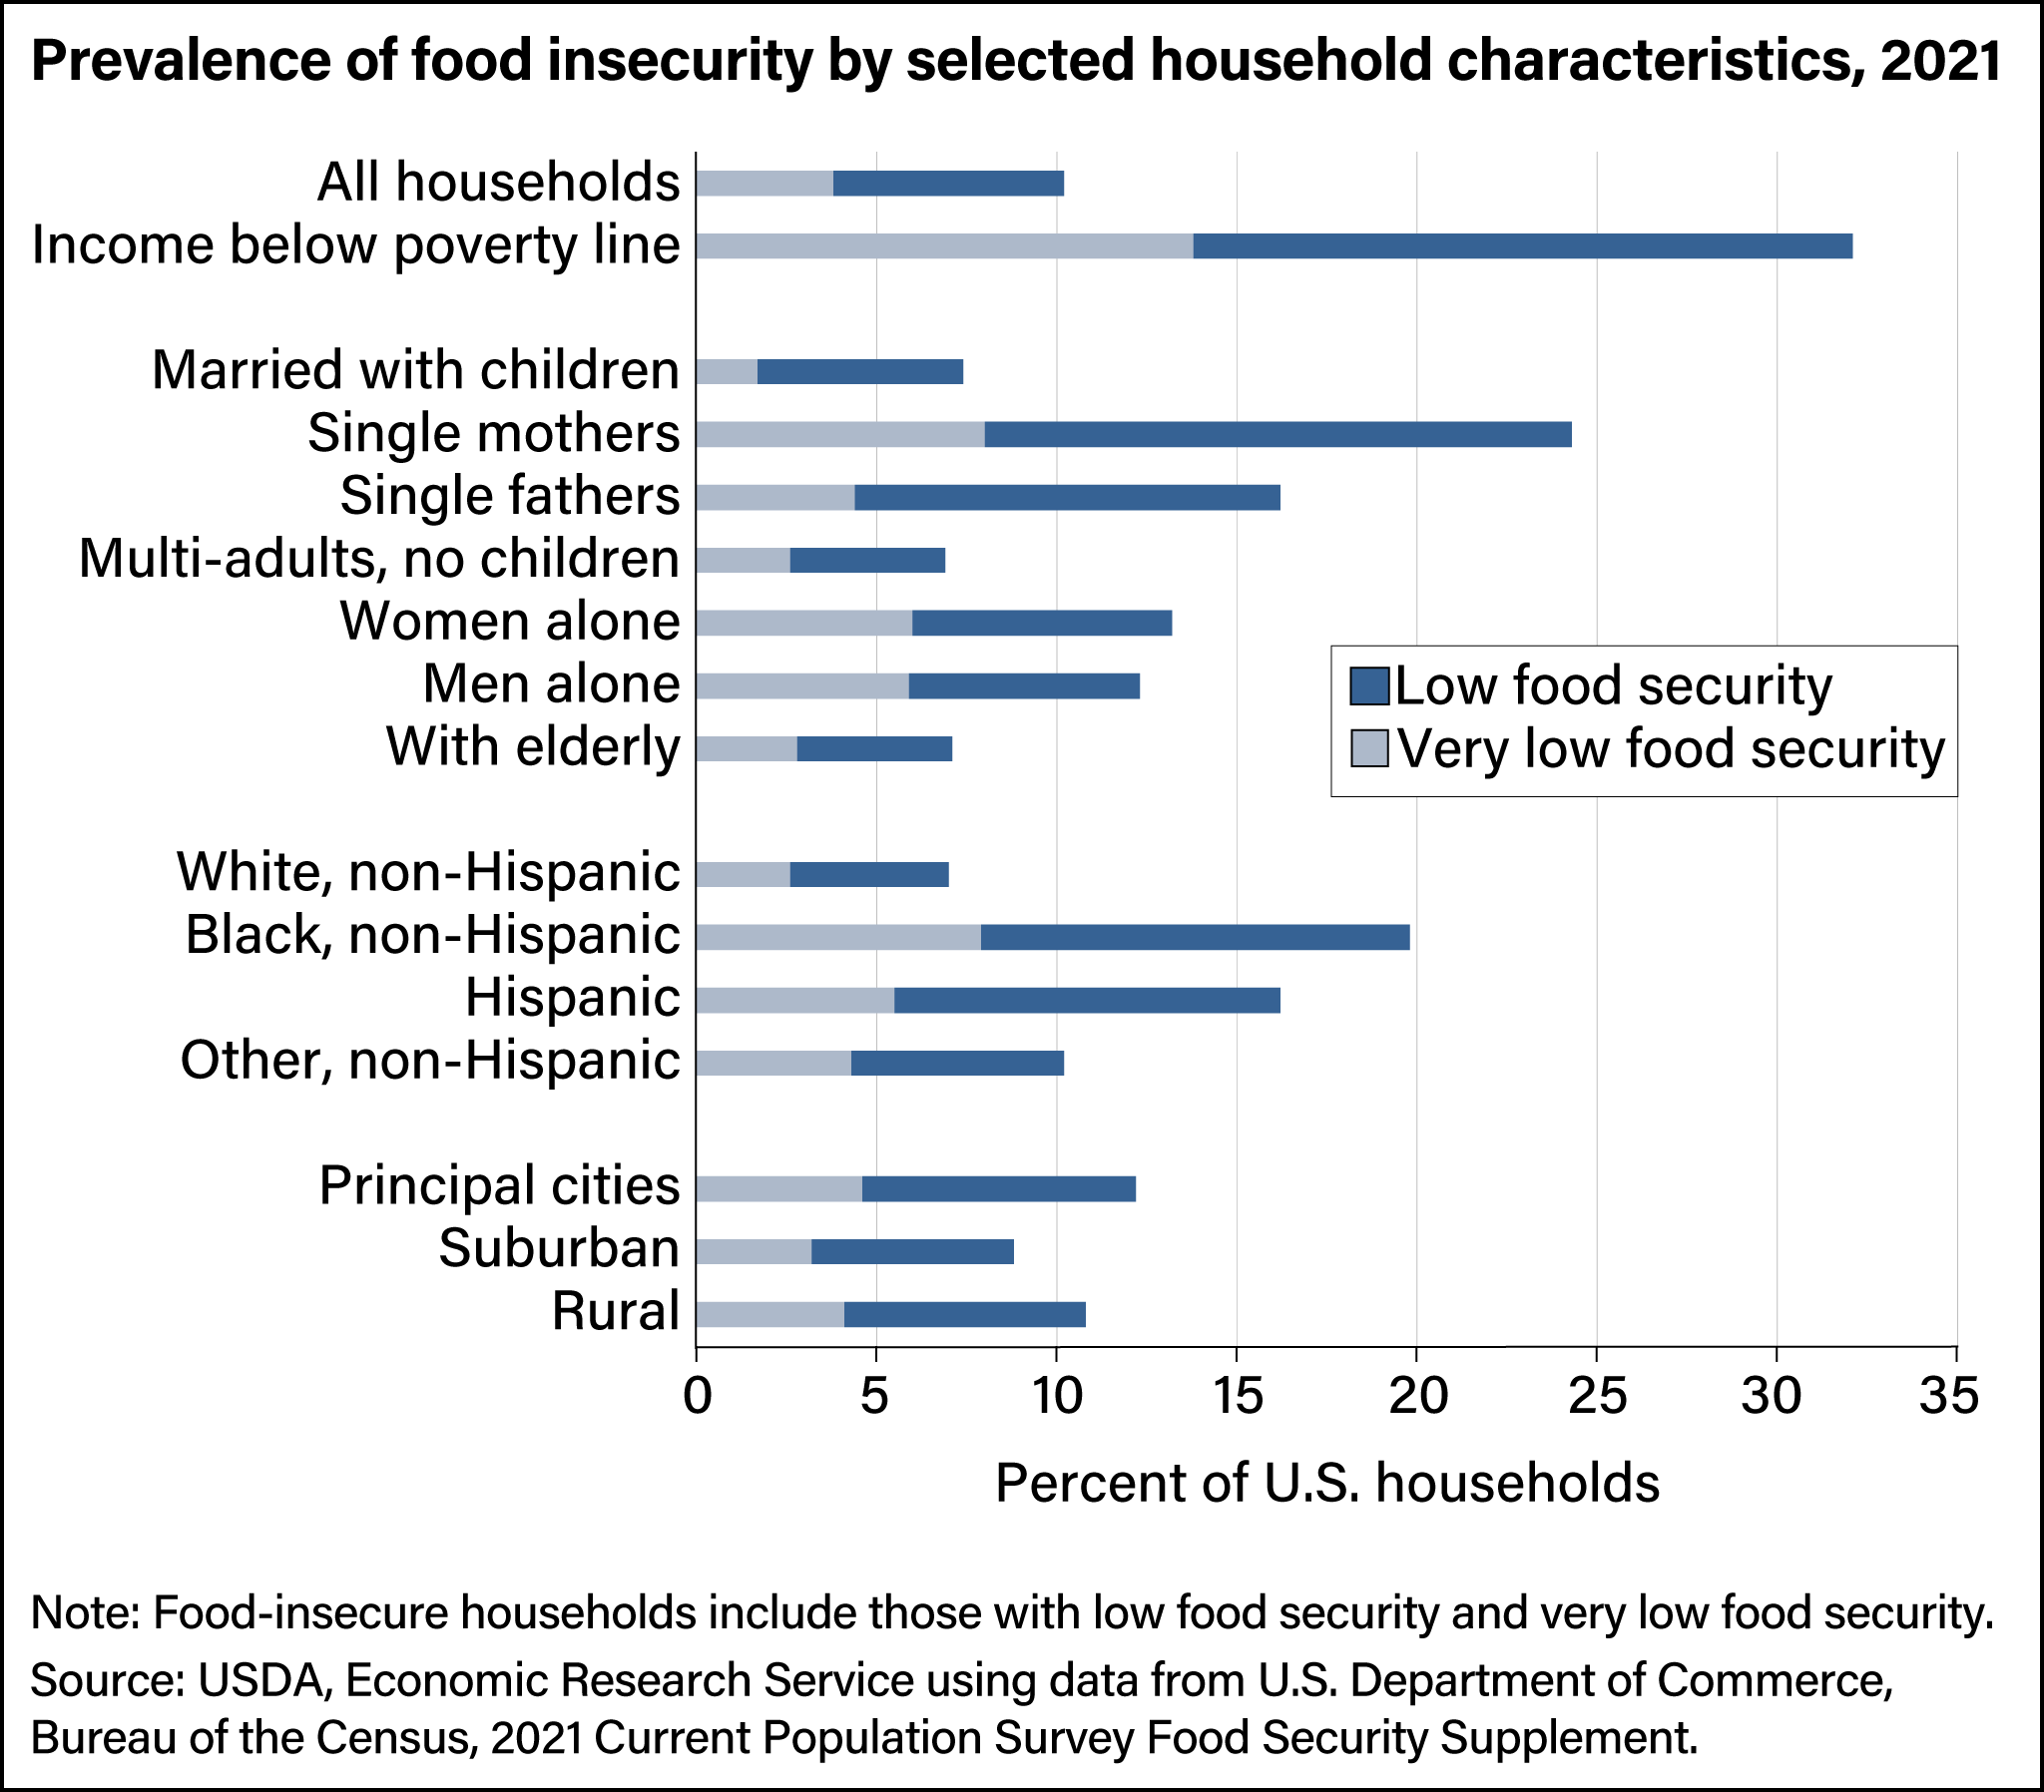 Prevalence of food insecurity by selected household characteristics, 2021
All households
Income below poverty line
Married with children
Single mothers
Single fathers
Multi-adults, no children
Women alone
Men alone
With elderly
Low food security
Very low food security
White, non-Hispanic
Black, non-Hispanic
Hispanic
Other, non-Hispanic
Principal cities
Suburban
Rural
0 5 10 15 20 25 30 35
Percent of U.S. households
Note: Food-insecure households include those with low food security and very low food security.
Source: USDA, Economic Research Service using data from U.S. Department of Commerce,
Bureau of the Census, 2021 Current Population Survey Food Security Supplement.